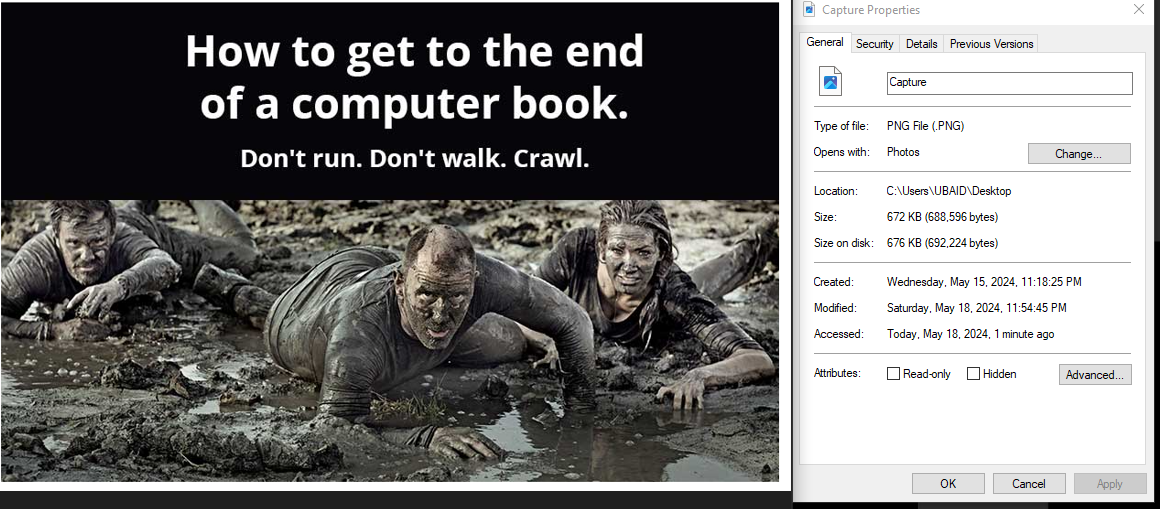 How to get to the end
of a computer book.
Don't run. Don't walk. Crawl.
Capture Properties
General Security Details Previous Versions
Capture
Type of file: PNG File (.PNG)
Opens with: Photos Change...
Location: C:\Users\UBAID\Desktop
Size: 672 KB (688,596 bytes)
Size on disk: 676 KB (692,224 bytes)
Created: Wednesday, May 15, 2024, 11:18:25 PM
Modified: Saturday, May 18, 2024, 11:54:45 PM
Accessed: Today, May 18, 2024, 1 minute ago
Attributes: Read-only Hidden Advanced...
OK Cancel Apply